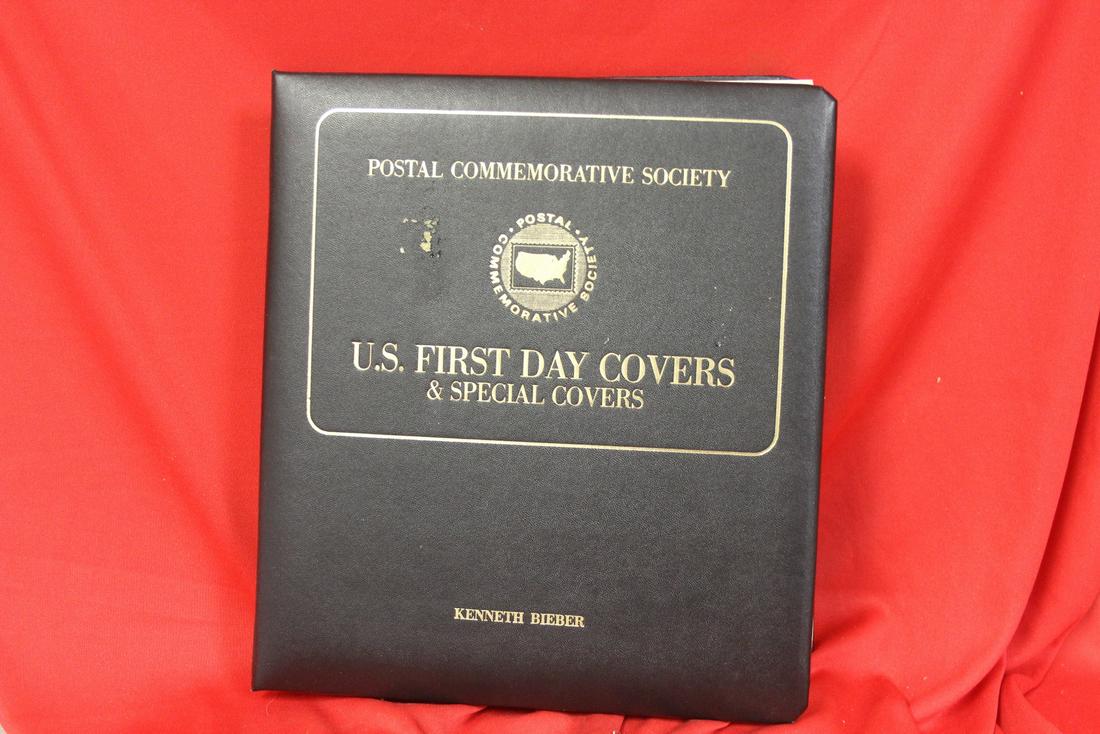 POSTAL COMMEMORATIVE SOCIETY
· POSTAL · COMMEMORATIVE SOCIETY
U.S. FIRST DAY COVERS
& SPECIAL COVERS
KENNETH BIEBER